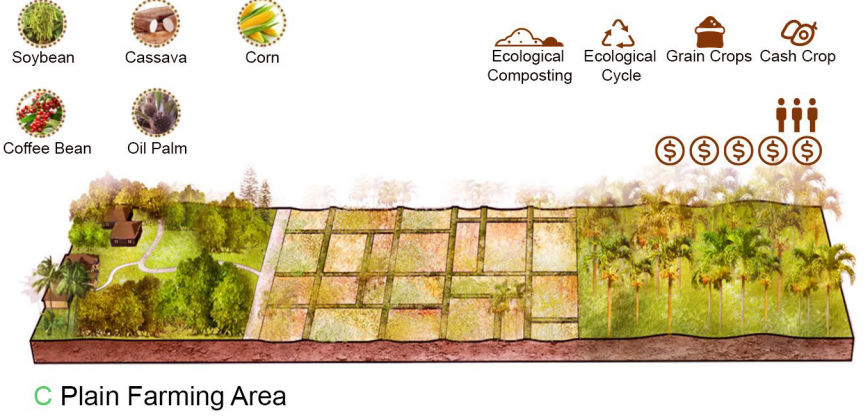 Soybean
Cassava
Corn
Ecological
Composting
Ecological
Cycle
Grain Crops
Cash Crop
Coffee Bean
Oil Palm
$ $ $ $ $
C Plain Farming Area